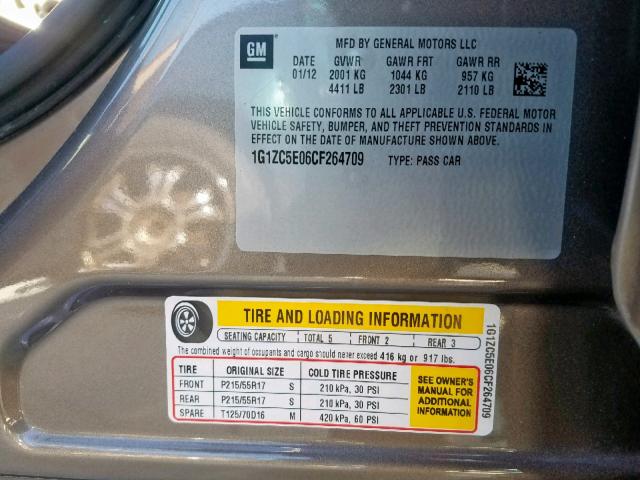 GM
MFD BY GENERAL MOTORS LLC
DATE GVWR GAWR FRT GAWR RR
01/12 2001 KG 1044 KG 957 KG
4411 LB 2301 LB 2110 LB
THIS VEHICLE CONFORMS TO ALL APPLICABLE U.S. FEDERAL MOTOR
VEHICLE SAFETY, BUMPER, AND THEFT PREVENTION STANDARDS IN
EFFECT ON THE DATE OF MANUFACTURE SHOWN ABOVE.
1G1ZC5E06CF264709 TYPE: PASS CAR
TIRE AND LOADING INFORMATION
SEATING CAPACITY TOTAL 5 FRONT 2 REAR 3
The combined weight of occupants and cargo should never exceed 416 kg or 917 lbs.
TIRE ORIGINAL SIZE COLD TIRE PRESSURE
FRONT P215/55R17 S 210 kPa, 30 PSI
REAR P215/55R17 S 210 kPa, 30 PSI
SPARE T125/70D16 M 420 kPa, 60 PSI
SEE OWNER'S
MANUAL FOR
ADDITIONAL
INFORMATION
1G1ZC5E06CF264709